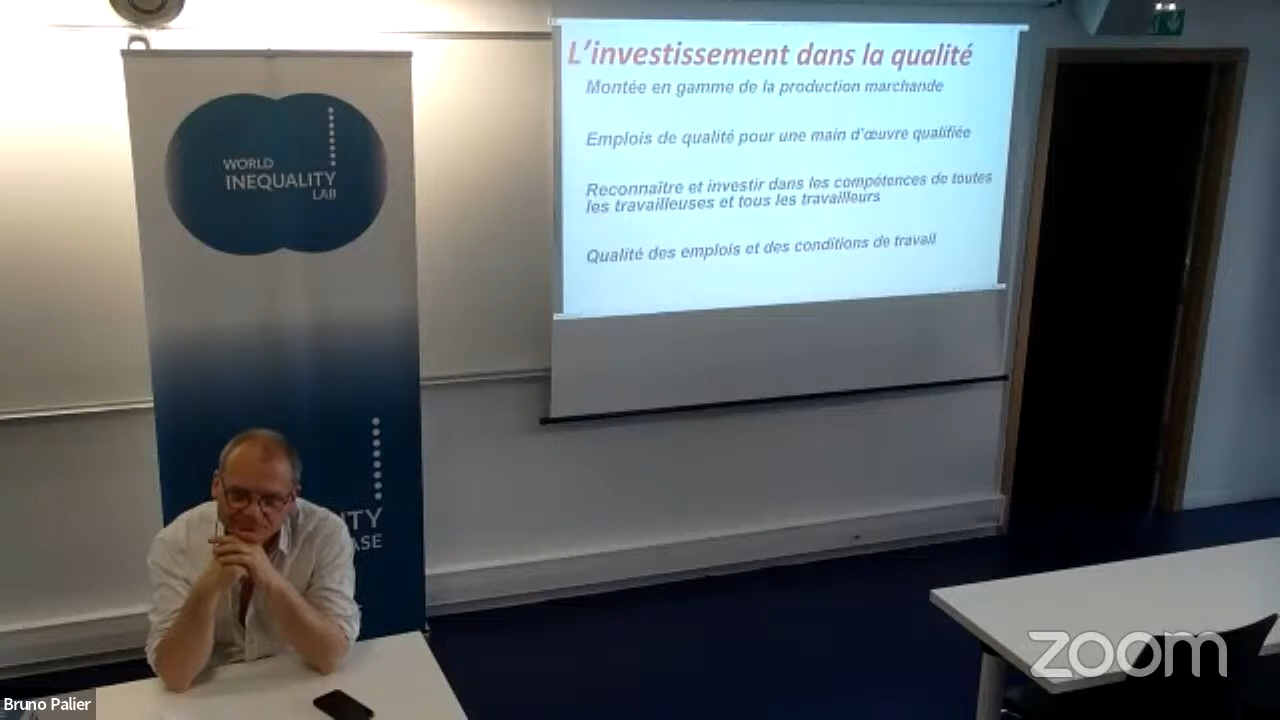 L'investissement dans la qualité
Montée en gamme de la production marchande
Emplois de qualité pour une main d'œuvre qualifiée
Reconnaître et investir dans les compétences de toutes
les travailleuses et tous les travailleurs
Qualité des emplois et des conditions de travail
WORLD
INEQUALITY
LAB
ITY
ASE
Bruno Palier
zoom